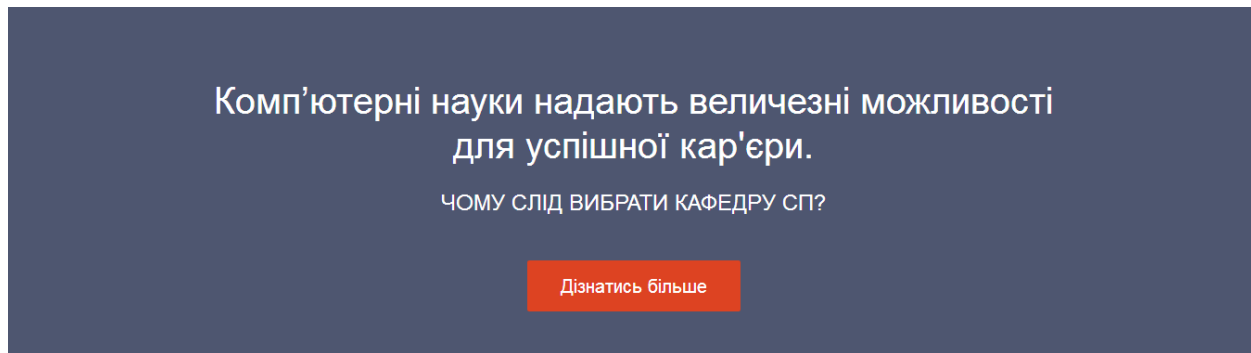 Комп’ютерні науки надають величезні можливості
для успішної кар'єри.
ЧОМУ СЛІД ВИБРАТИ КАФЕДРУ СП?
Дізнатись більше